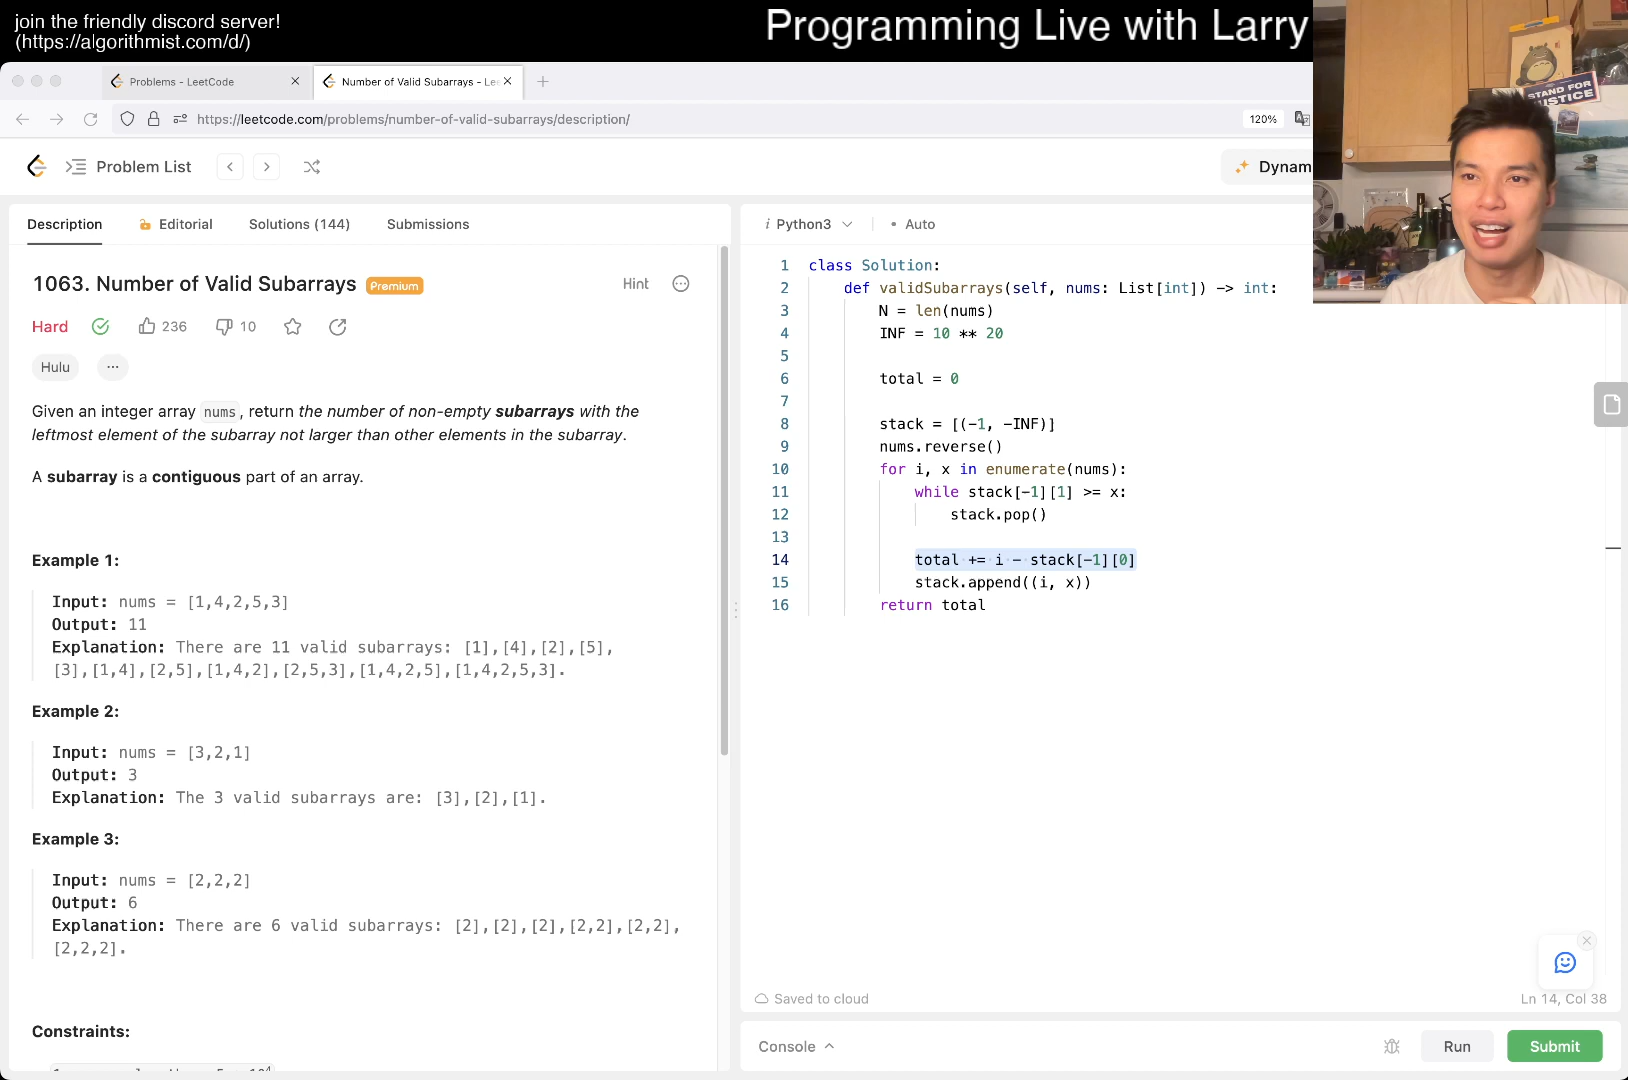 join the friendly discord server!
(https://algorithmist.com/d/)
Programming Live with Larry
STAND FOR
JUSTICE
Problems - LeetCode
Number of Valid Subarrays - Le
https://leetcode.com/problems/number-of-valid-subarrays/description/
120%
Problem List
Dynam
Description
Editorial
Solutions (144)
Submissions
1063. Number of Valid Subarrays
Premium
Hint
Hard
236
10
Hulu
...
Given an integer array nums, return the number of non-empty subarrays with the
leftmost element of the subarray not larger than other elements in the subarray.
A subarray is a contiguous part of an array.
Example 1:
Input: nums = [1,4,2,5,3]
Output: 11
Explanation: There are 11 valid subarrays: [1],[4],[2],[5],
[3],[1,4],[2,5],[1,4,2],[2,5,3],[1,4,2,5],[1,4,2,5,3].
Example 2:
Input: nums = [3,2,1]
Output: 3
Explanation: The 3 valid subarrays are: [3],[2],[1].
Example 3:
Input: nums = [2,2,2]
Output: 6
Explanation: There are 6 valid subarrays: [2],[2],[2],[2,2],[2,2],
[2,2,2].
Constraints:
i Python3
• Auto
1 class Solution:
2 def validSubarrays(self, nums: List[int]) -> int:
3 N = len(nums)
4 INF = 10 ** 20
5
6 total = 0
7
8 stack = [(-1, -INF)]
9 nums.reverse()
10 for i, x in enumerate(nums):
11 while stack[-1][1] >= x:
12 stack.pop()
13
14 total += i - stack[-1][0]
15 stack.append((i, x))
16 return total
Saved to cloud
Ln 14, Col 38
Console
Run
Submit